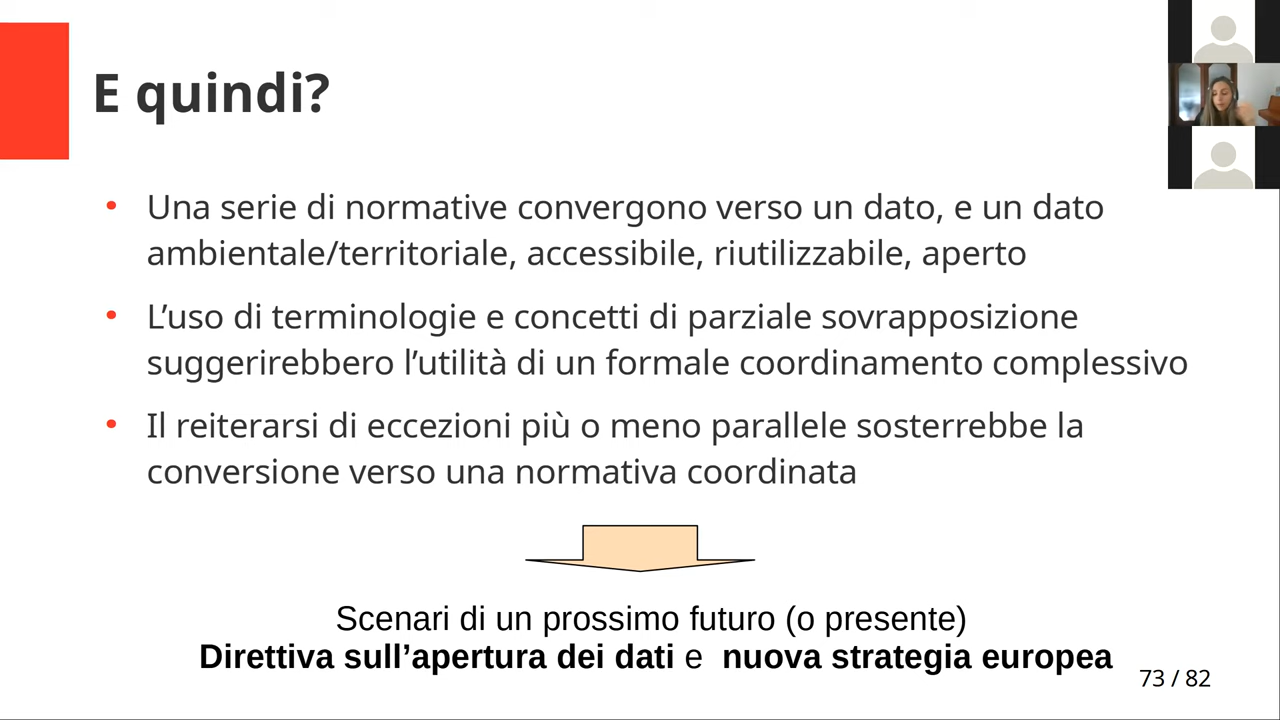 E quindi?
Una serie di normative convergono verso un dato, e un dato
ambientale/territoriale, accessibile, riutilizzabile, aperto
L’uso di terminologie e concetti di parziale sovrapposizione
suggerirebbero l’utilità di un formale coordinamento complessivo
Il reiterarsi di eccezioni più o meno parallele sosterrebbe la
conversione verso una normativa coordinata
Scenari di un prossimo futuro (o presente)
Direttiva sull’apertura dei dati e nuova strategia europea
73 / 82